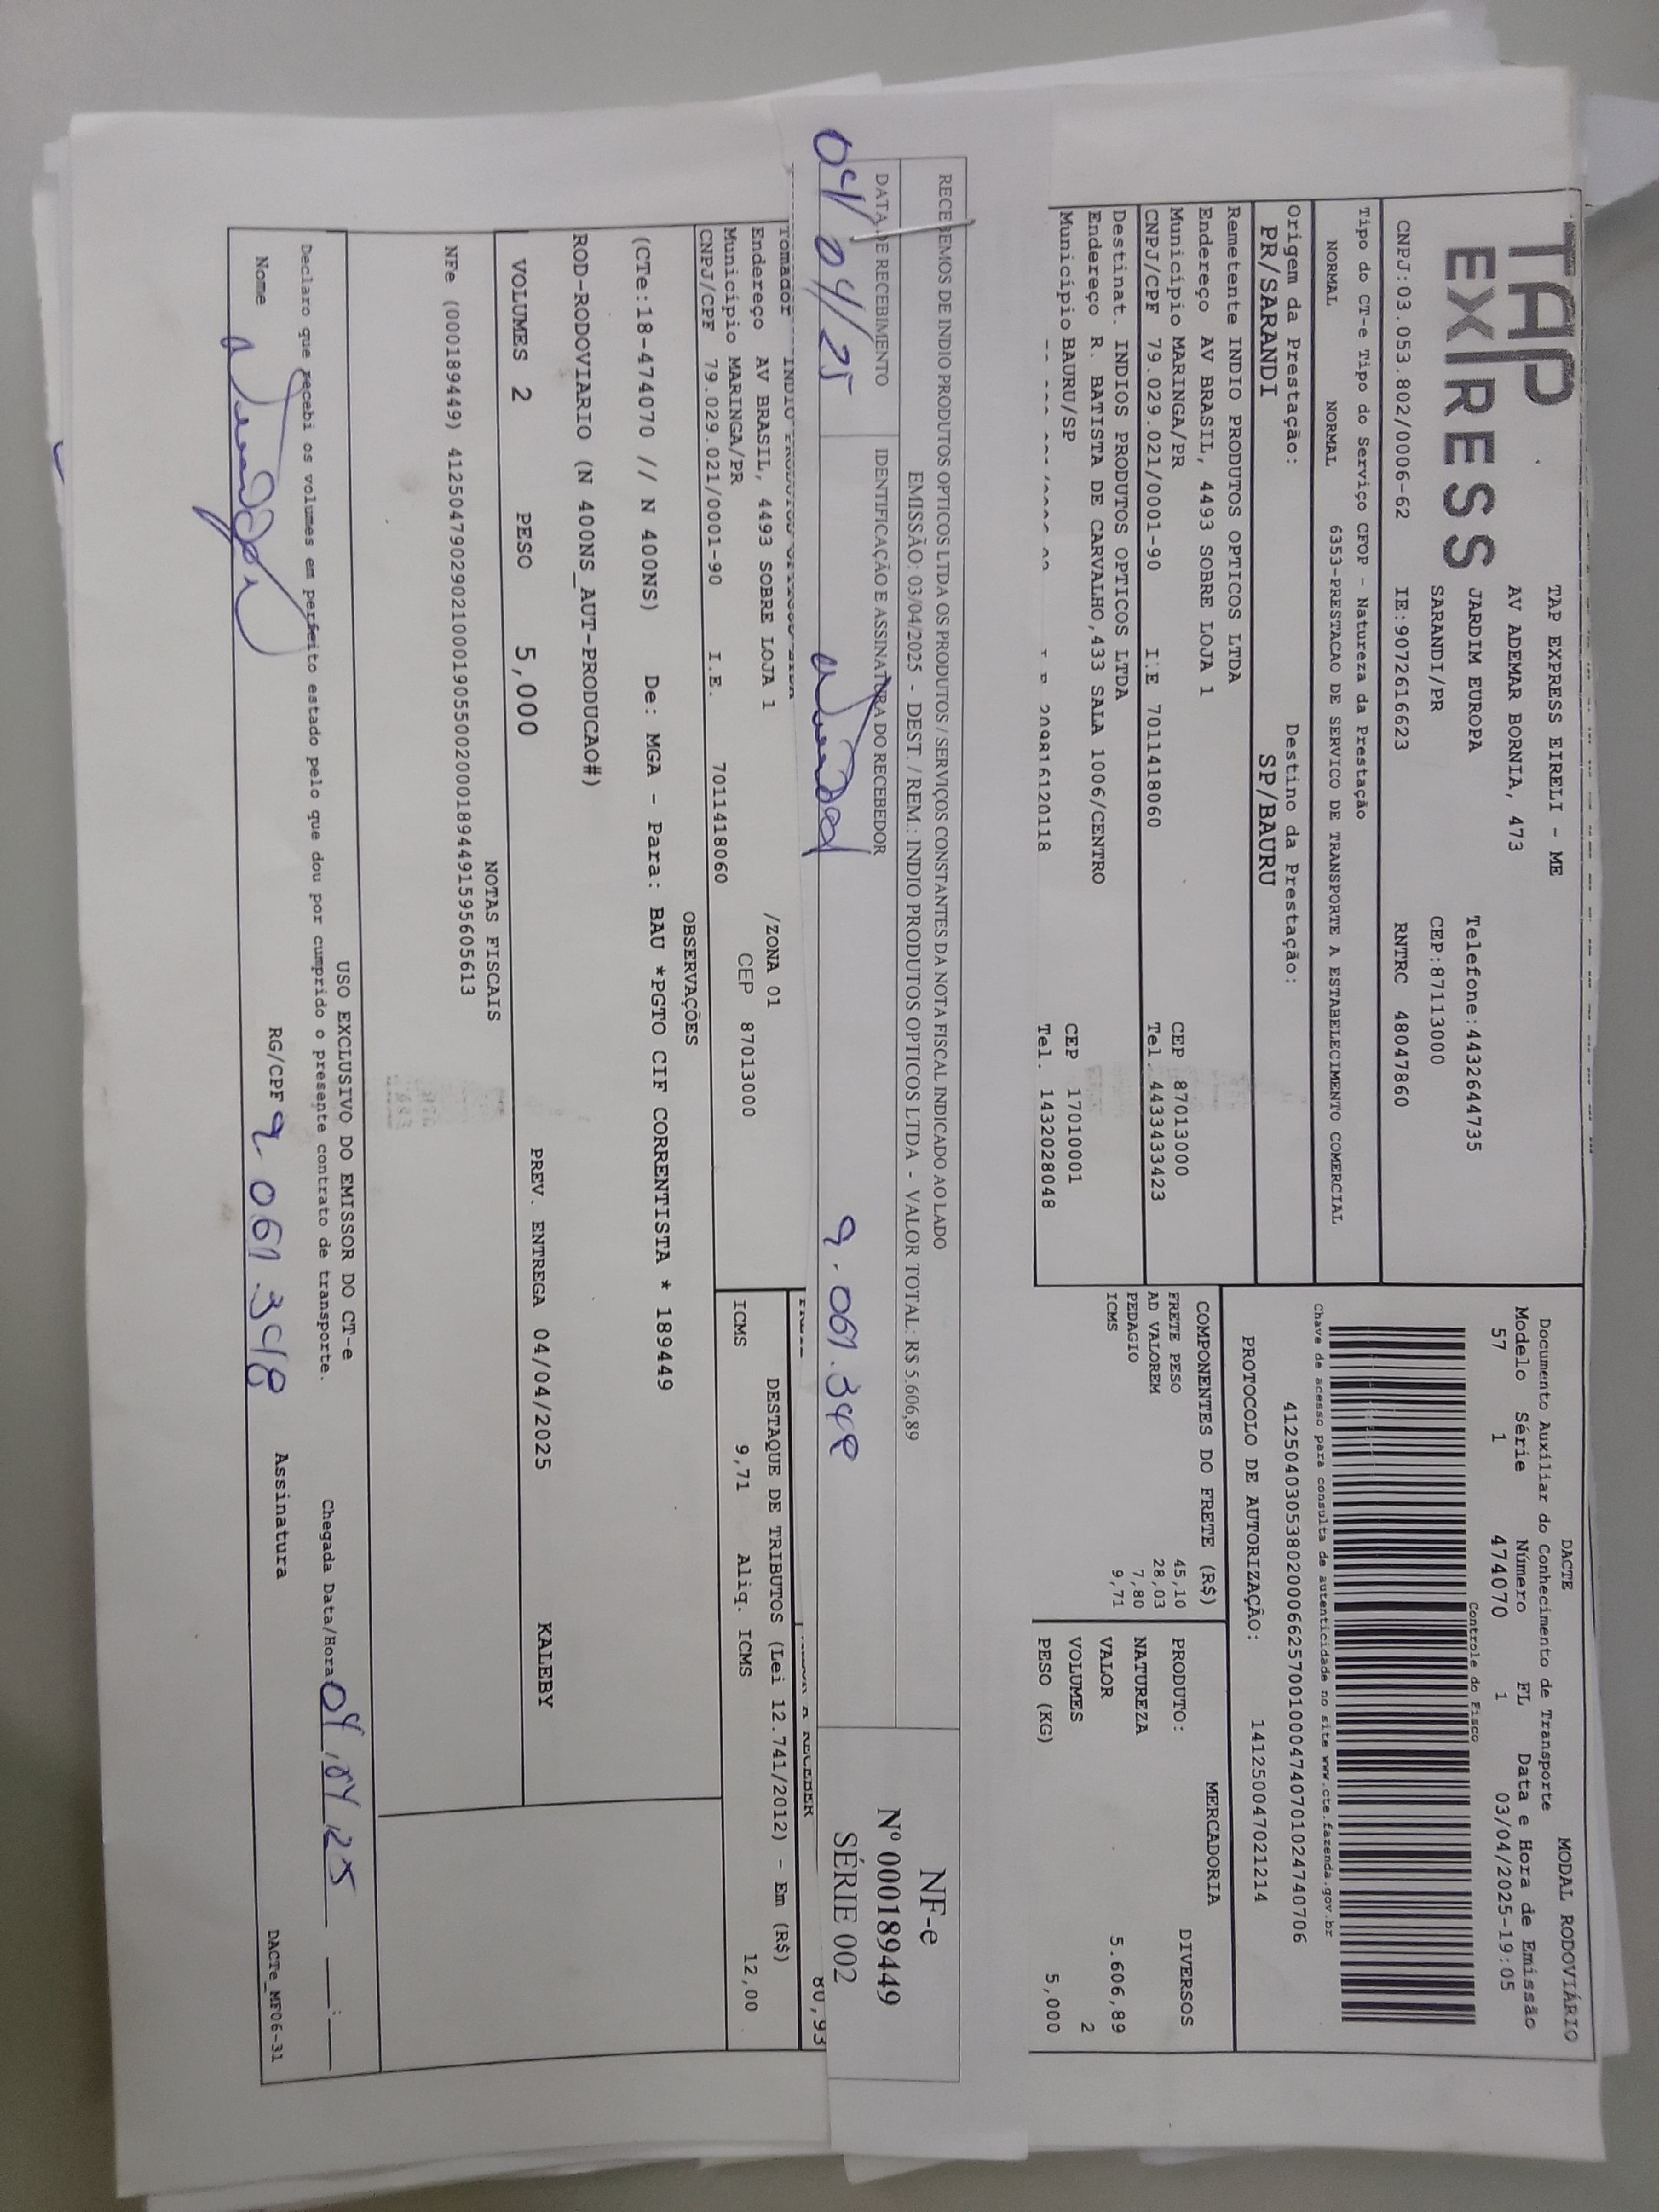 TAP
EXPRESS
TAP EXPRESS EIRELI - ME
AV ADEMAR BORNIA, 473
JARDIM EUROPA Telefone:4432644735
SARANDI/PR CEP:87113000
CNPJ:03.053.802/0006-62 IE:9072616623 RNTRC 48047860
DACTE MODAL RODOVIÁRIO
Documento Auxiliar do Conhecimento de Transporte
Modelo Série Número FL Data e Hora de Emissão
57 1 474070 1 03/04/2025-19:05
Controle do Fisco
Chave de acesso para consulta de autenticidade no site www.cte.fazenda.gov.br
41250403053802000662570010004740701024740706
PROTOCOLO DE AUTORIZAÇÃO: 141250047021214
Tipo do CT-e Tipo do Serviço CFOP - Natureza da Prestação
NORMAL NORMAL 6353-PRESTACAO DE SERVICO DE TRANSPORTE A ESTABELECIMENTO COMERCIAL
Origem da Prestação: Destino da Prestação:
PR/SARANDI SP/BAURU
Remetente INDIO PRODUTOS OPTICOS LTDA
Endereço AV BRASIL, 4493 SOBRE LOJA 1
Município MARINGA/PR CEP 87013000
CNPJ/CPF 79.029.021/0001-90 I.E 7011418060 Tel. 4433433423
Destinat. INDIOS PRODUTOS OPTICOS LTDA
Endereço R. BATISTA DE CARVALHO,433 SALA 1006/CENTRO
Município BAURU/SP CEP 17010001
209816120118 Tel. 1432028048
COMPONENTES DO FRETE (R$)
FRETE PESO 45,10
AD VALOREM 28,03
PEDAGIO 7,80
ICMS 9,71
MERCADORIA
PRODUTO: DIVERSOS
NATUREZA
VALOR 5.606,89
VOLUMES 2
PESO (KG) 5,000
RECEBEMOS DE INDIO PRODUTOS OPTICOS LTDA OS PRODUTOS / SERVIÇOS CONSTANTES DA NOTA FISCAL INDICADO AO LADO
EMISSÃO: 03/04/2025 - DEST. / REM.: INDIO PRODUTOS OPTICOS LTDA - VALOR TOTAL: R$ 5.606,89
DATA DE RECEBIMENTO IDENTIFICAÇÃO E ASSINATURA DO RECEBEDOR
04/04/25 9.061.348
NF-e
Nº 000189449
SÉRIE 002
Tomador INDIO PRODUTOS OPTICOS LTDA
80,93
Endereço AV BRASIL, 4493 SOBRE LOJA 1 /ZONA 01
Município MARINGA/PR CEP 87013000
CNPJ/CPF 79.029.021/0001-90 I.E. 7011418060
DESTAQUE DE TRIBUTOS (Lei 12.741/2012) - Em (R$)
ICMS 9,71 Aliq. ICMS 12,00
OBSERVAÇÕES
(CTe:18-474070 // N 400NS) De: MGA - Para: BAU *PGTO CIF CORRENTISTA * 189449
ROD-RODOVIARIO (N 400NS_AUT-PRODUCAO#)
VOLUMES 2 PESO 5,000 PREV. ENTREGA 04/04/2025 KALEBY
NOTAS FISCAIS
NFe (000189449) 41250479029021000190550020001894491595605613
USO EXCLUSIVO DO EMISSOR DO CT-e
Declaro que recebi os volumes em perfeito estado pelo que dou por cumprido o presente contrato de transporte. Chegada Data/Hora 04/04/25 __:__
Nome RG/CPF 9.061.348 Assinatura DACTe_MF06-31